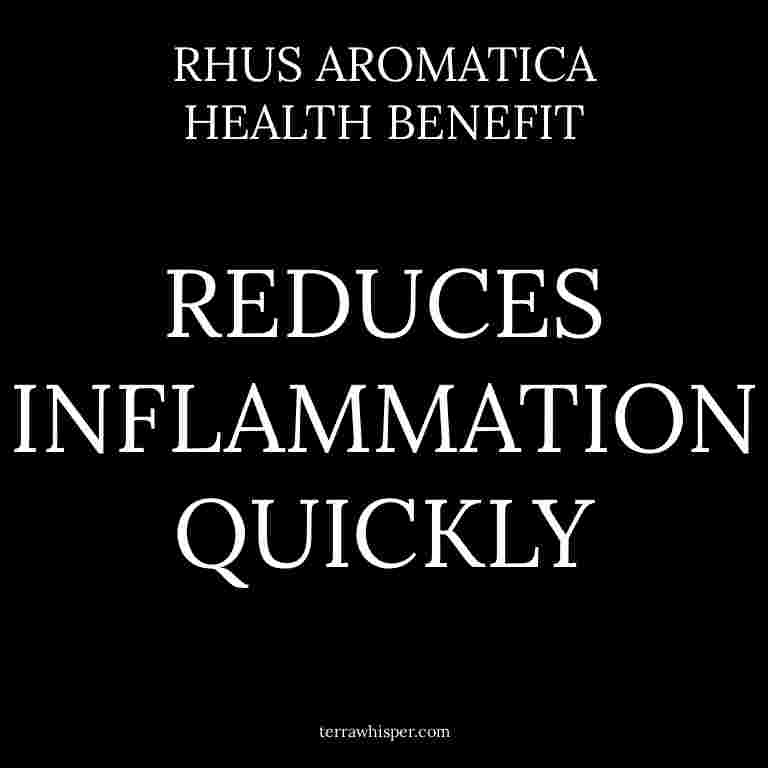 RHUS AROMATICA
HEALTH BENEFIT
REDUCES
INFLAMMATION
QUICKLY
terrawhisper.com